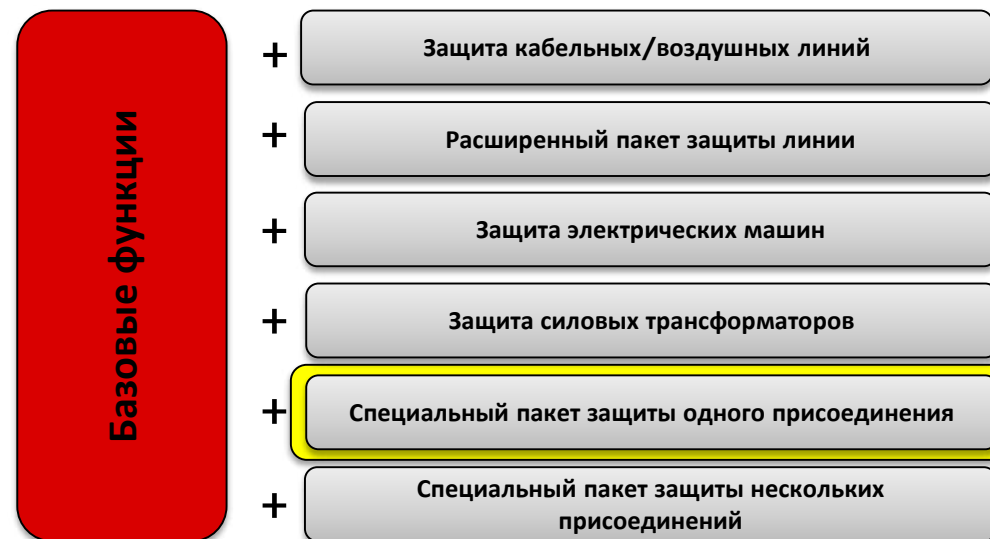 Базовые функции
+ Защита кабельных/воздушных линий
+ Расширенный пакет защиты линии
+ Защита электрических машин
+ Защита силовых трансформаторов
+ Специальный пакет защиты одного присоединения
+ Специальный пакет защиты нескольких
присоединений